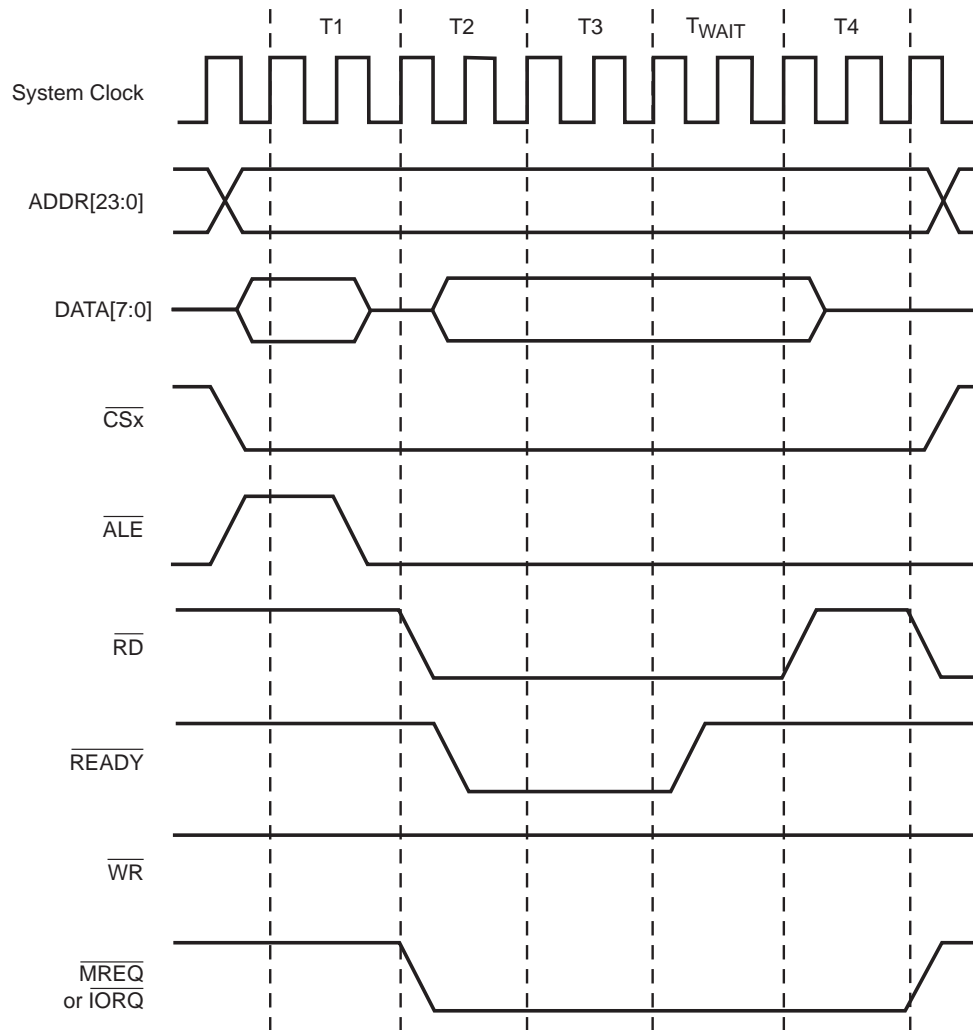 T1 T2 T3 TWAIT T4
System Clock
ADDR[23:0]
DATA[7:0]
CSx
ALE
RD
READY
WR
MREQ
or IORQ